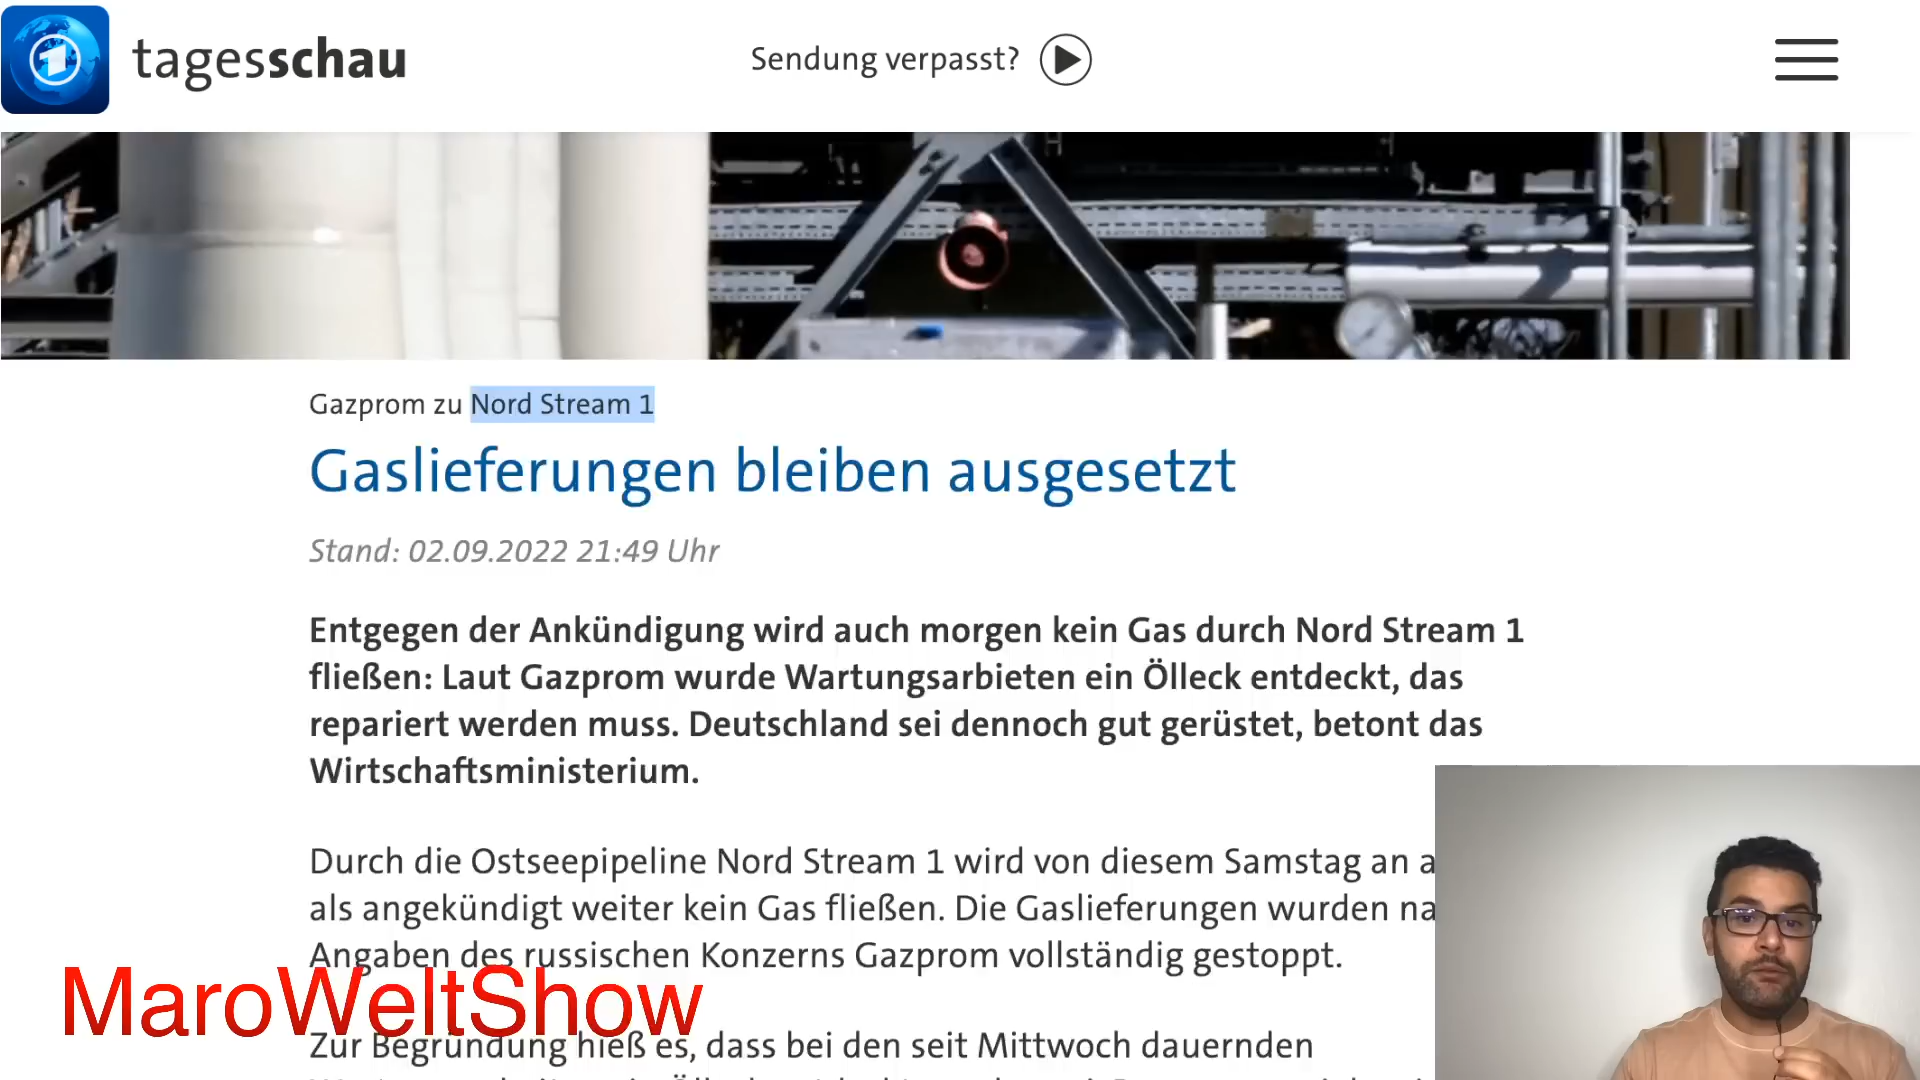 tagesschau
Sendung verpasst?
Gazprom zu Nord Stream 1
Gaslieferungen bleiben ausgesetzt
Stand: 02.09.2022 21:49 Uhr
Entgegen der Ankündigung wird auch morgen kein Gas durch Nord Stream 1
fließen: Laut Gazprom wurde Wartungsarbieten ein Ölleck entdeckt, das
repariert werden muss. Deutschland sei dennoch gut gerüstet, betont das
Wirtschaftsministerium.
Durch die Ostseepipeline Nord Stream 1 wird von diesem Samstag an a
als angekündigt weiter kein Gas fließen. Die Gaslieferungen wurden na
Angaben des russischen Konzerns Gazprom vollständig gestoppt.
MaroWeltShow
Zur Begründung hieß es, dass bei den seit Mittwoch dauernden